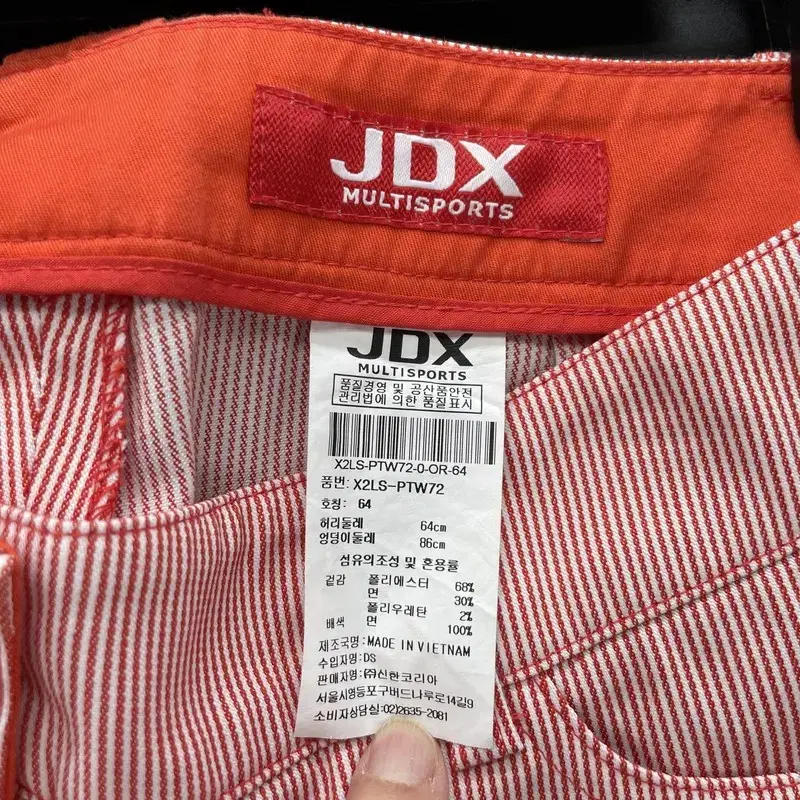 JDX
MULTISPORTS
JDX
MULTISPORTS
품질경영 및 공산품안전
관리법에 의한 품질표시
X2LS-PTW72-0-OR-64
품번: X2LS-PTW72
호칭: 64
허리둘레 64cm
엉덩이둘레 86cm
섬유의조성 및 혼용률
겉감 폴리에스터 68%
면 30%
폴리우레탄 2%
배색 면 100%
제조국명:MADE IN VIETNAM
수입자명:DS
판매자명:㈜신한코리아
서울시영등포구버드나루로14길9
소비자상담실:02)2635-2081